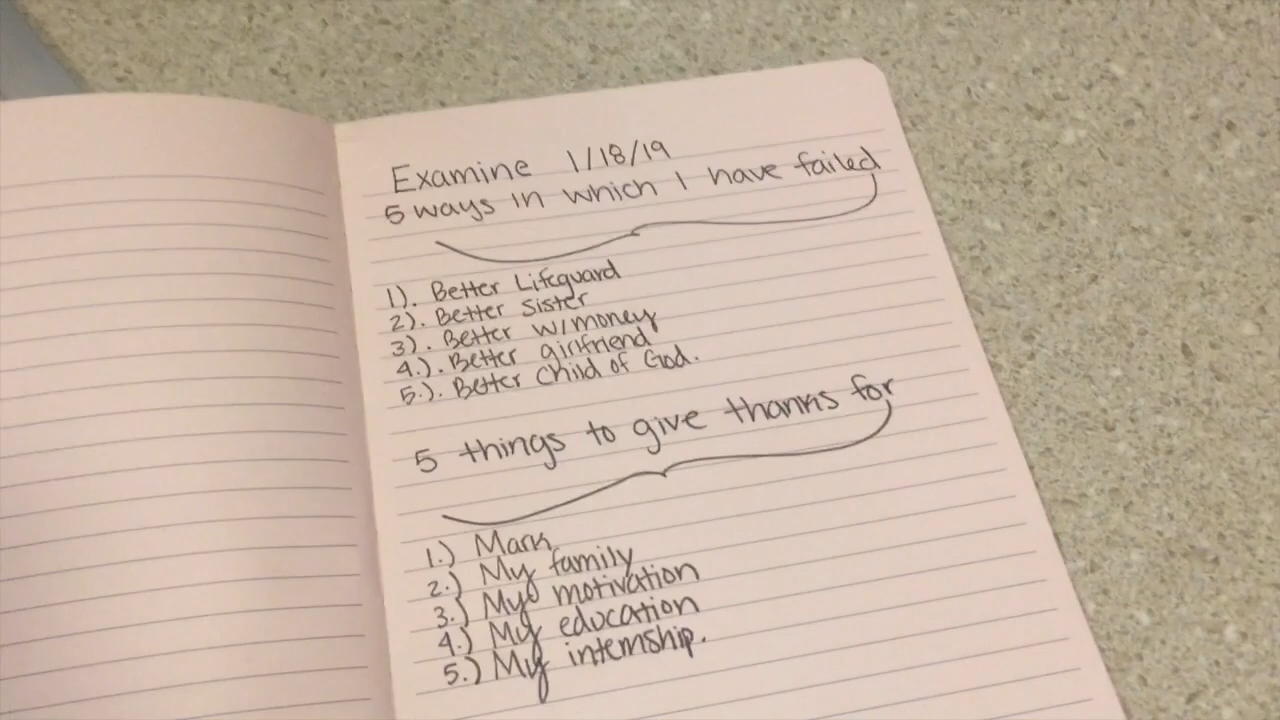 Examine 1/18/19
5 ways in which I have failed
1). Better Lifeguard
2). Better Sister
3). Better w/money
4.). Better girlfriend
5.). Better Child of God.
5 things to give thanks for
1.) Mark
2.) My family
3.) My motivation
4.) My education
5.) My internship.